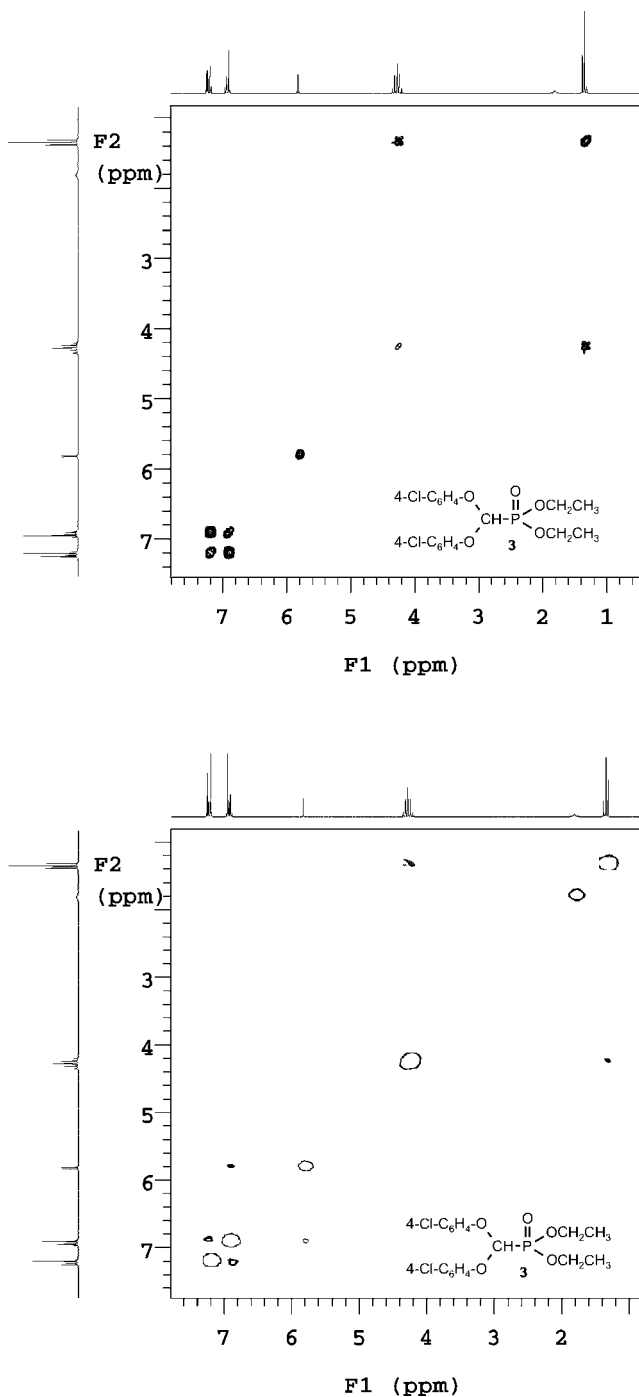 F2
(ppm)
3
4
5
6
7
4-Cl-C6H4-O
O
OCH2CH3
CH-P
OCH2CH3
4-Cl-C6H4-O
3
7 6 5 4 3 2 1
F1 (ppm)
F2
(ppm)
3
4
5
6
7
4-Cl-C6H4-O
O
OCH2CH3
CH-P
OCH2CH3
4-Cl-C6H4-O
3
7 6 5 4 3 2
F1 (ppm)